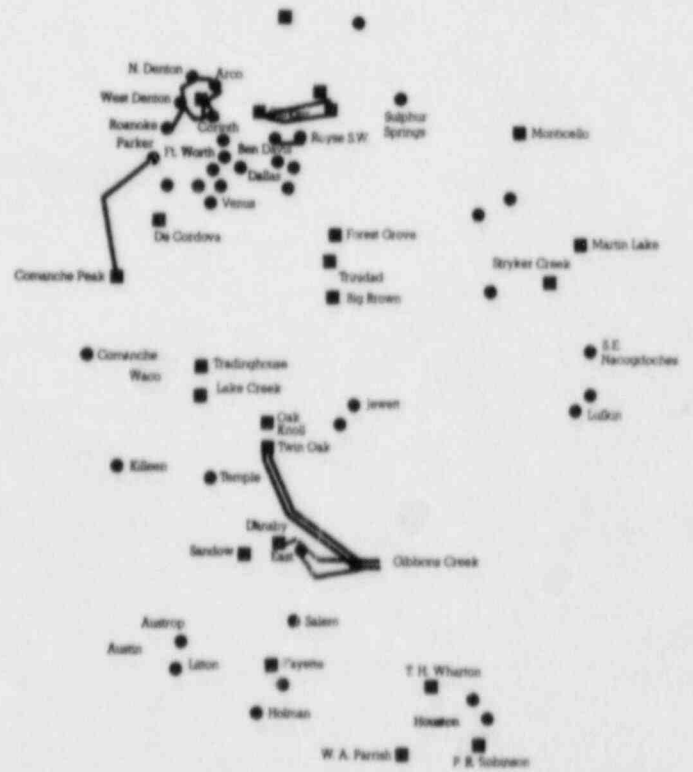 N. Denton
Arco
West Denton
Roanoke
Corinth
Sulphur
Springs
Parker
Ft. Worth
Ben Davis
Royse S.W.
Monticello
Dallas
Venus
De Cordova
Forest Grove
Martin Lake
Stryker Creek
Comanche Peak
Trinidad
Big Brown
Comanche
Waco
Tradinghouse
Lake Creek
S.E.
Nacogdoches
Jewett
Lufkin
Oak
Knoll
Twin Oak
Killeen
Temple
Dansby
Sandow
East
Gibbons Creek
Salem
Austrop
Austin
Fayette
T. H. Wharton
Holman
Houston
W. A. Parrish